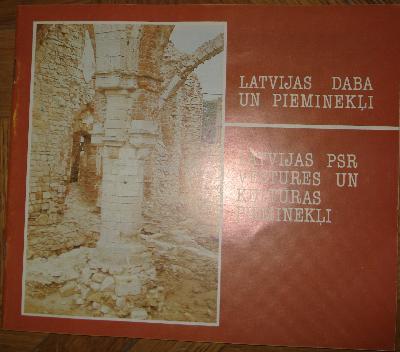 LATVIJAS DABA
UN PIEMINEKĻI
LATVIJAS PSR
VĒSTURES UN
KULTŪRAS
PIEMINEKĻI